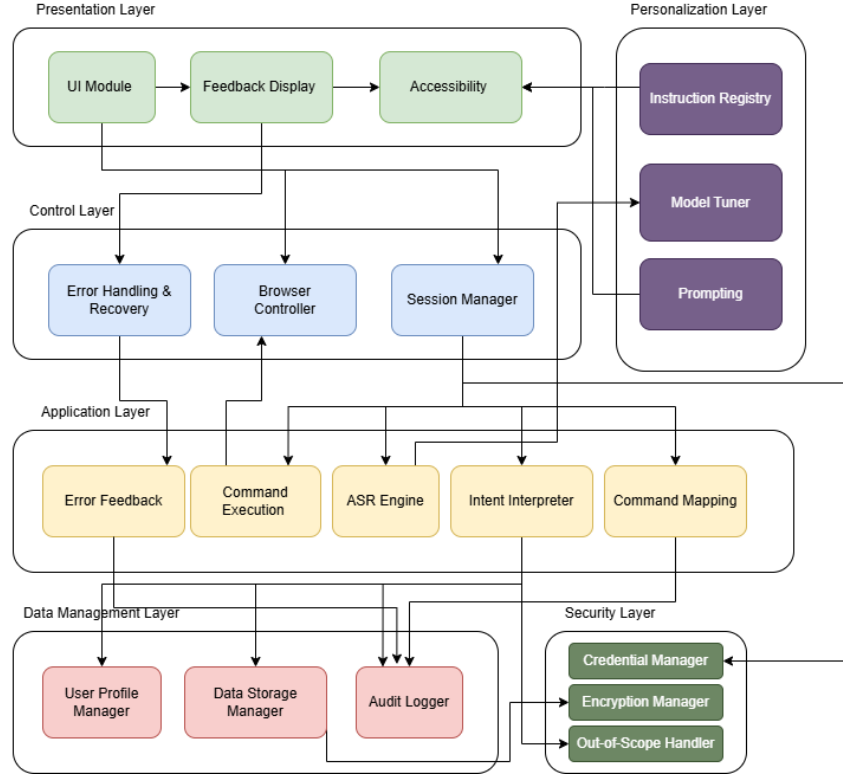 Presentation Layer
Personalization Layer
UI Module
Feedback Display
Accessibility
Instruction Registry
Model Tuner
Control Layer
Error Handling &
Recovery
Browser
Controller
Session Manager
Prompting
Application Layer
Error Feedback
Command
Execution
ASR Engine
Intent Interpreter
Command Mapping
Data Management Layer
Security Layer
User Profile
Manager
Data Storage
Manager
Audit Logger
Credential Manager
Encryption Manager
Out-of-Scope Handler